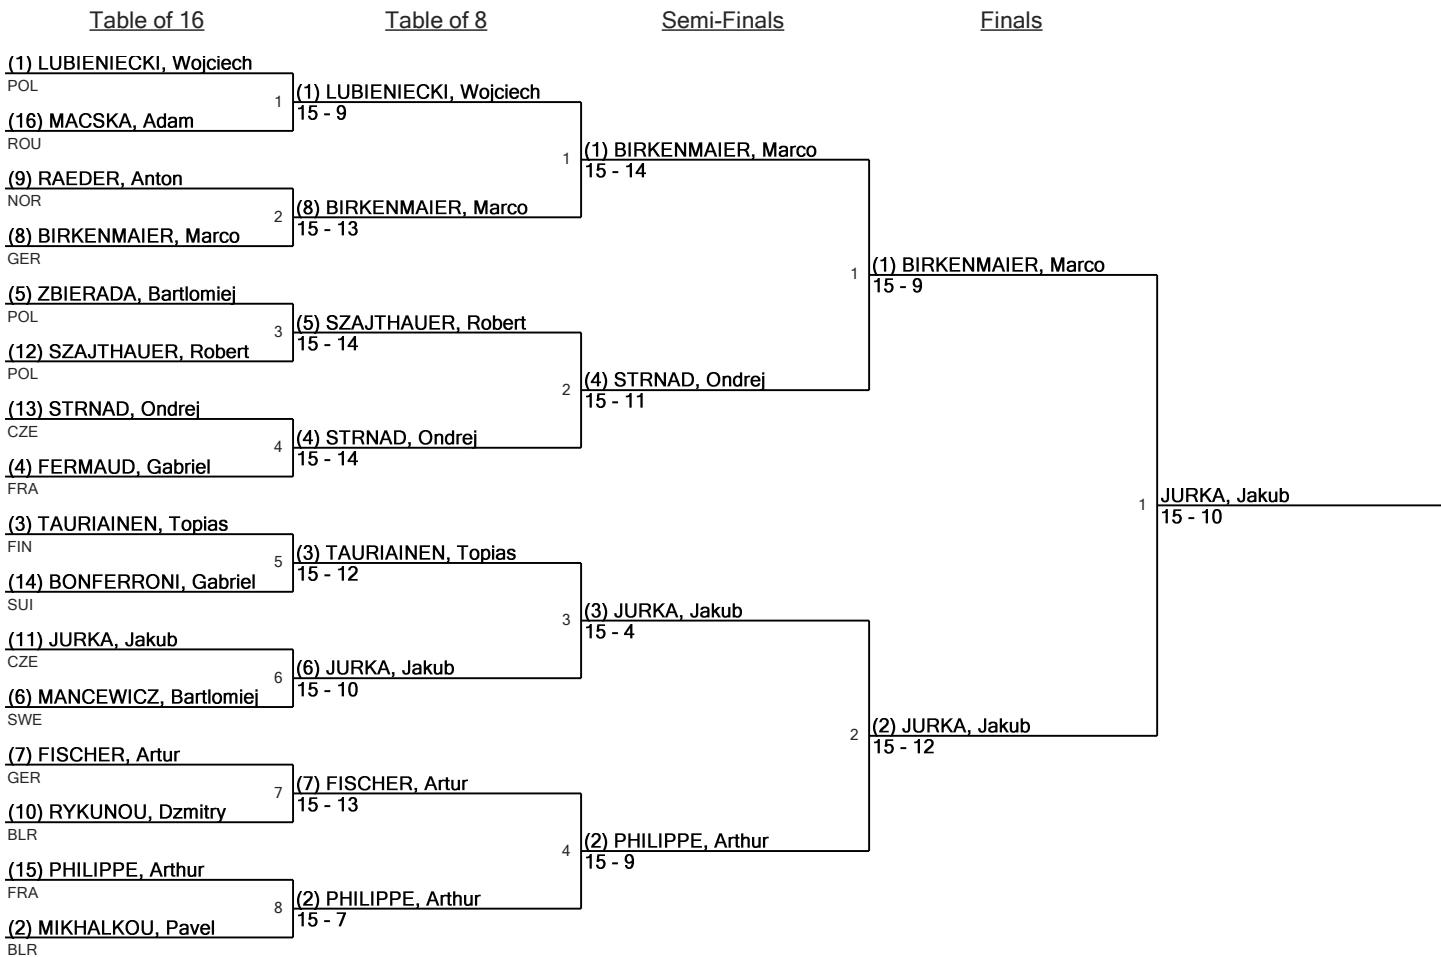 Table of 16
Table of 8
Semi-Finals
Finals
(1) LUBIENIECKI, Wojciech
POL
1
(16) MACSKA, Adam
ROU
(9) RAEDER, Anton
NOR
2
(8) BIRKENMAIER, Marco
GER
(5) ZBIERADA, Bartlomiej
POL
3
(12) SZAJTHAUER, Robert
POL
(13) STRNAD, Ondrej
CZE
4
(4) FERMAUD, Gabriel
FRA
(3) TAURIAINEN, Topias
FIN
5
(14) BONFERRONI, Gabriel
SUI
(11) JURKA, Jakub
CZE
6
(6) MANCEWICZ, Bartlomiej
SWE
(7) FISCHER, Artur
GER
7
(10) RYKUNOU, Dzmitry
BLR
(15) PHILIPPE, Arthur
FRA
8
(2) MIKHALKOU, Pavel
BLR
(1) LUBIENIECKI, Wojciech
15 - 9
1
(8) BIRKENMAIER, Marco
15 - 13
(5) SZAJTHAUER, Robert
15 - 14
2
(4) STRNAD, Ondrej
15 - 14
(3) TAURIAINEN, Topias
15 - 12
3
(6) JURKA, Jakub
15 - 10
(7) FISCHER, Artur
15 - 13
4
(2) PHILIPPE, Arthur
15 - 7
(1) BIRKENMAIER, Marco
15 - 14
1
(4) STRNAD, Ondrej
15 - 11
(3) JURKA, Jakub
15 - 4
2
(2) PHILIPPE, Arthur
15 - 9
(1) BIRKENMAIER, Marco
15 - 9
1
(2) JURKA, Jakub
15 - 12
JURKA, Jakub
15 - 10